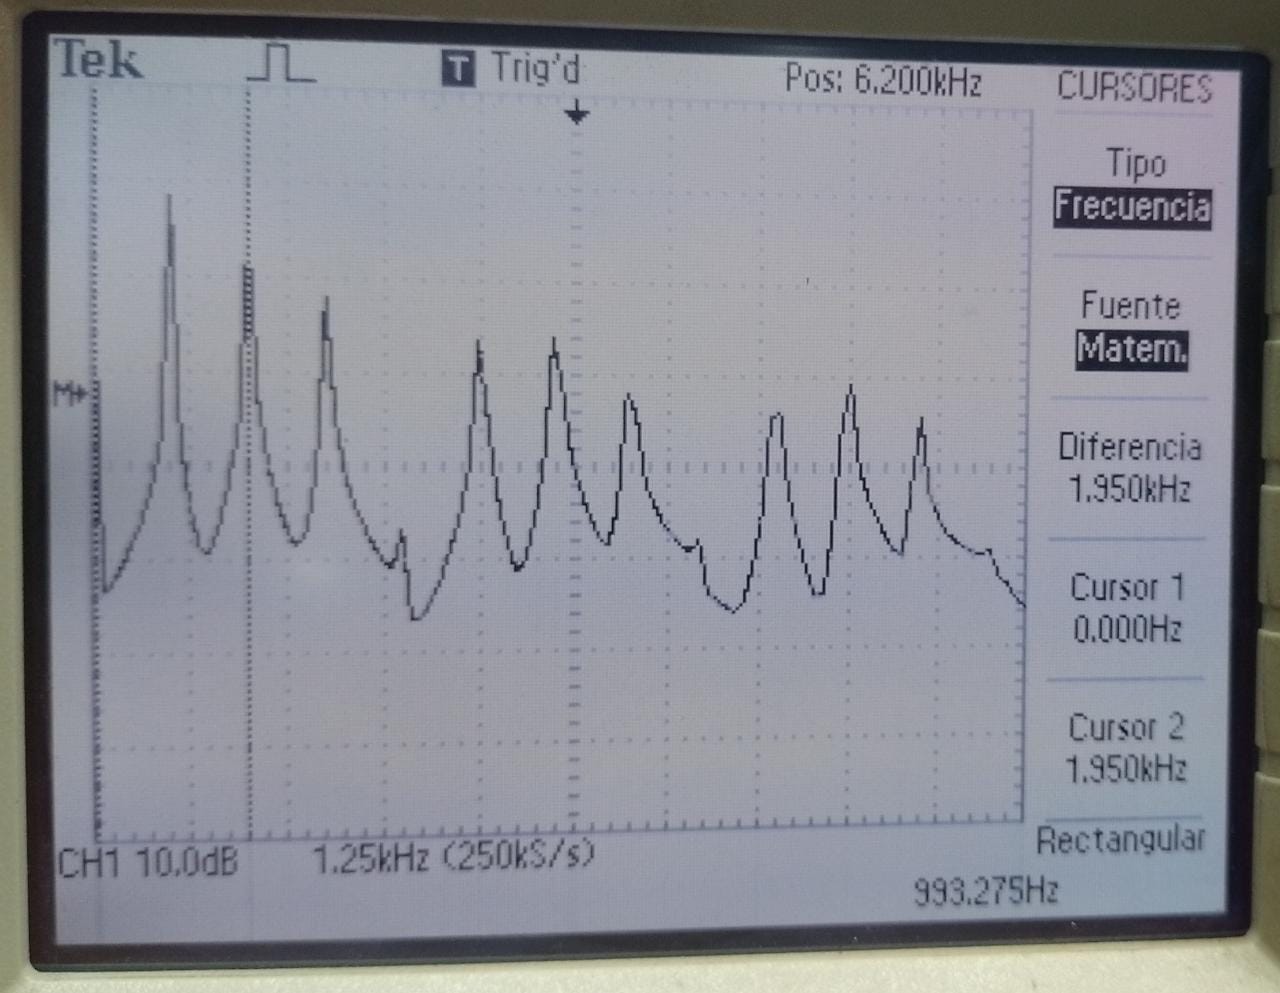 Tek
T Trig'd
Pos: 6.200kHz
CURSORES
Tipo
Frecuencia
Fuente
Matem.
Diferencia
1.950kHz
Cursor 1
0.000Hz
Cursor 2
1.950kHz
M
CH1 10.0dB
1.25kHz (250kS/s)
Rectangular
993.275Hz